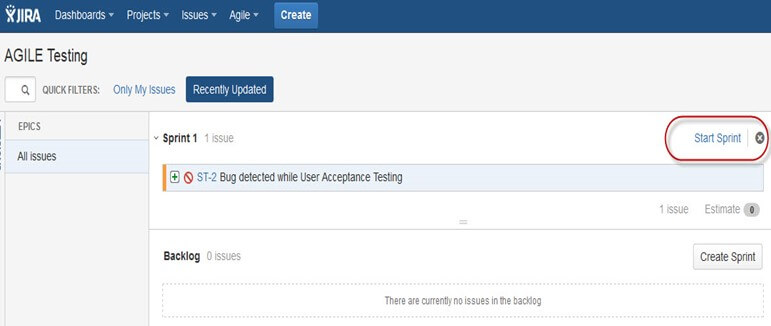 JIRA Dashboards Projects Issues Agile Create
AGILE Testing
QUICK FILTERS: Only My Issues Recently Updated
EPICS
All issues
Sprint 1 1 issue Start Sprint
ST-2 Bug detected while User Acceptance Testing
1 issue Estimate 0
Backlog 0 issues Create Sprint
There are currently no issues in the backlog